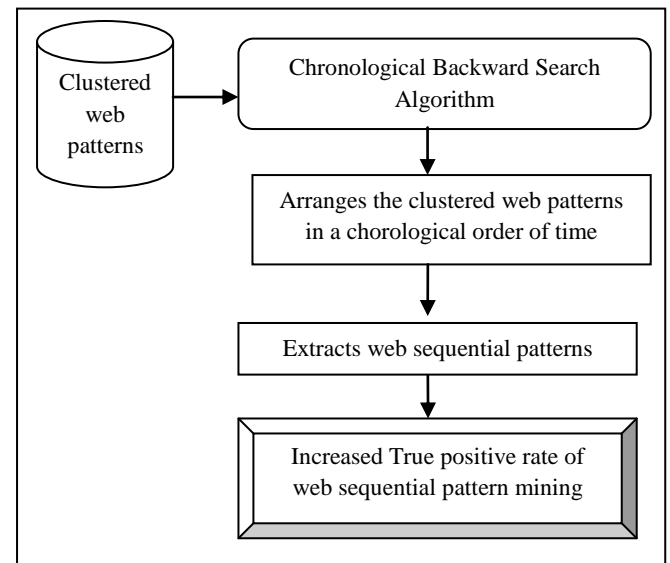 Clustered
web
patterns
Chronological Backward Search
Algorithm
Arranges the clustered web patterns
in a chorological order of time
Extracts web sequential patterns
Increased True positive rate of
web sequential pattern mining